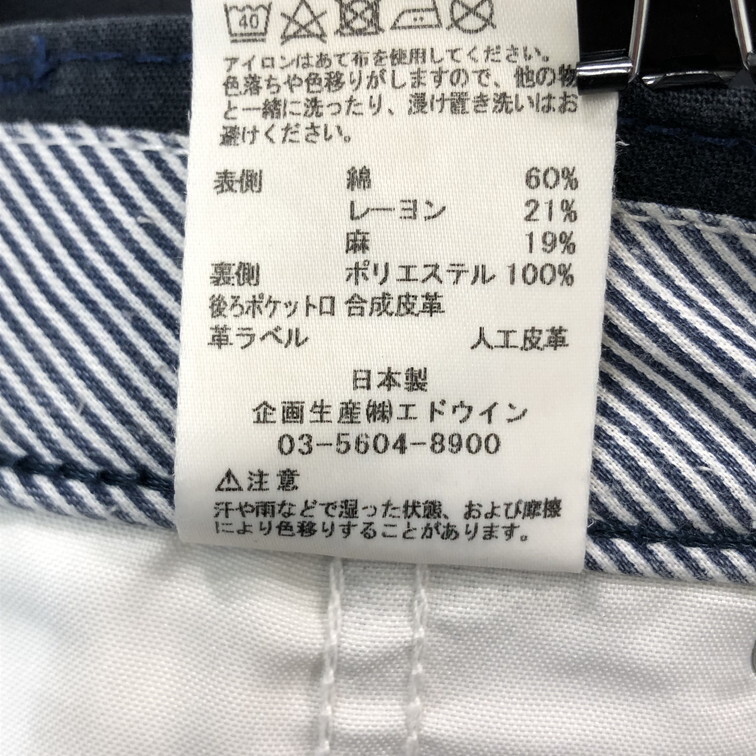 40
アイロンはあて布を使用してください。
色落ちや色移りがしますので、他の物
と一緒に洗ったり、浸け置き洗いはお
避けください。
表側 綿 60%
レーヨン 21%
麻 19%
裏側 ポリエステル 100%
後ろポケット口 合成皮革
革ラベル 人工皮革
日本製
企画生産㈱エドウイン
03-5604-8900
⚠注意
汗や雨などで湿った状態、および摩擦
により色移りすることがあります。